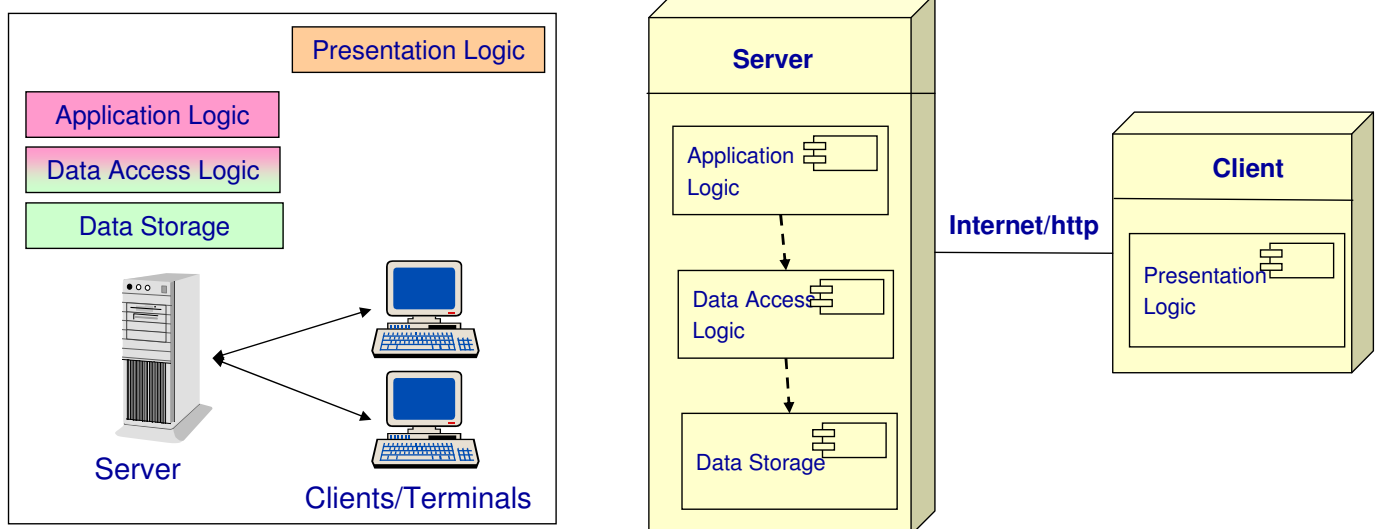 Presentation Logic
Application Logic
Data Access Logic
Data Storage
Server
Clients/Terminals
Server
Application
Logic
Data Access
Logic
Data Storage
Internet/http
Client
Presentation
Logic